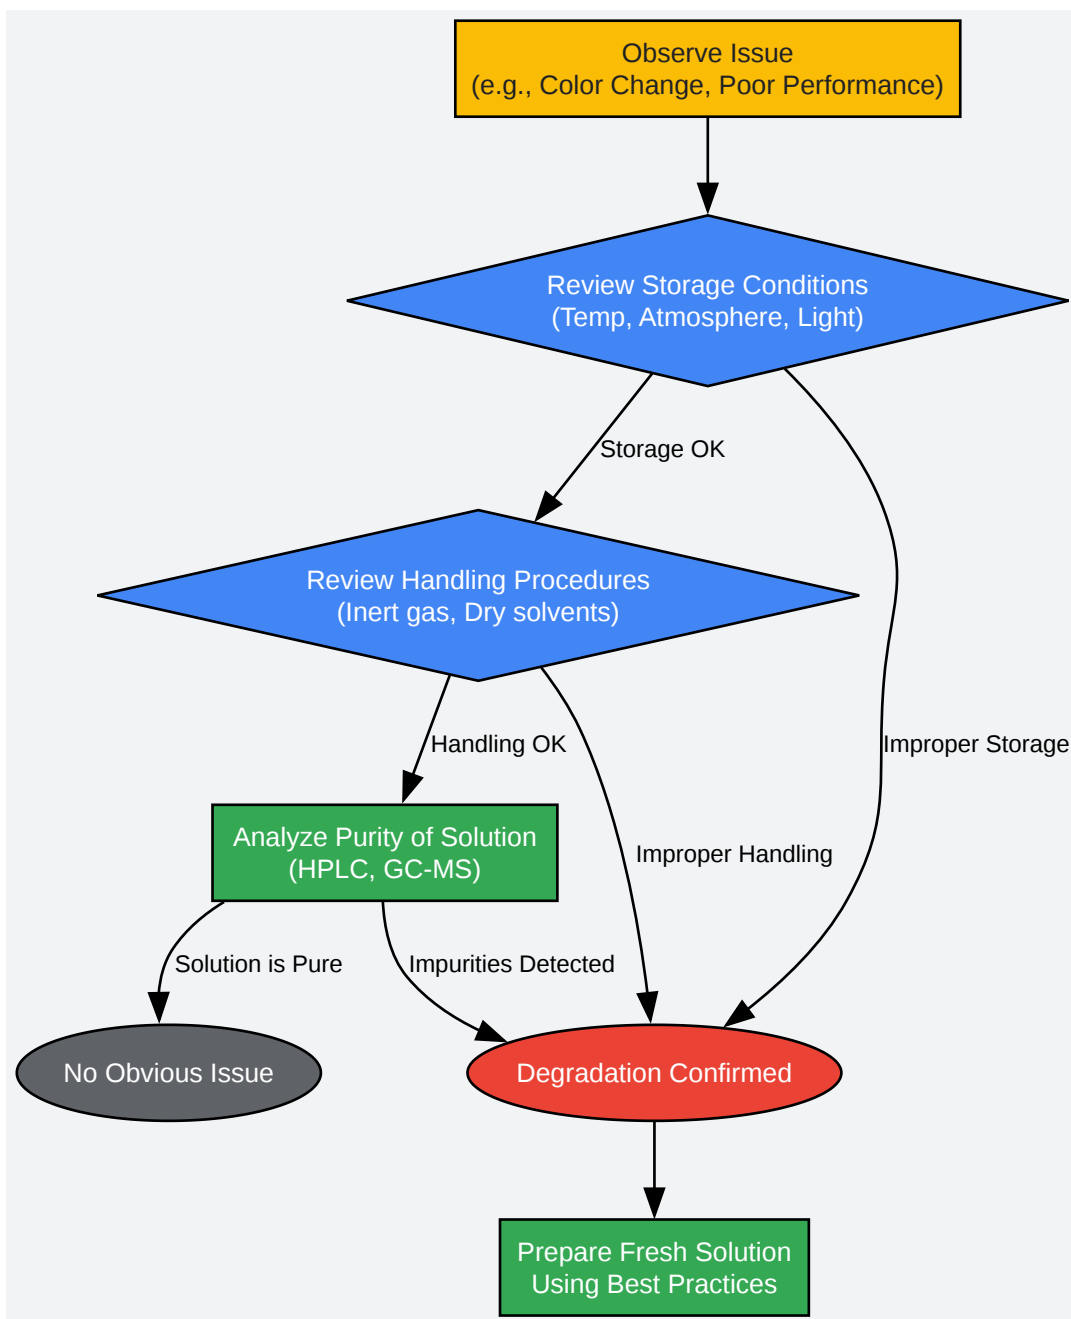 Observe Issue
(e.g., Color Change, Poor Performance)
Review Storage Conditions
(Temp, Atmosphere, Light)
Storage OK
Review Handling Procedures
(Inert gas, Dry solvents)
Handling OK
Improper Storage
Analyze Purity of Solution
(HPLC, GC-MS)
Improper Handling
Solution is Pure
Impurities Detected
No Obvious Issue
Degradation Confirmed
Prepare Fresh Solution
Using Best Practices